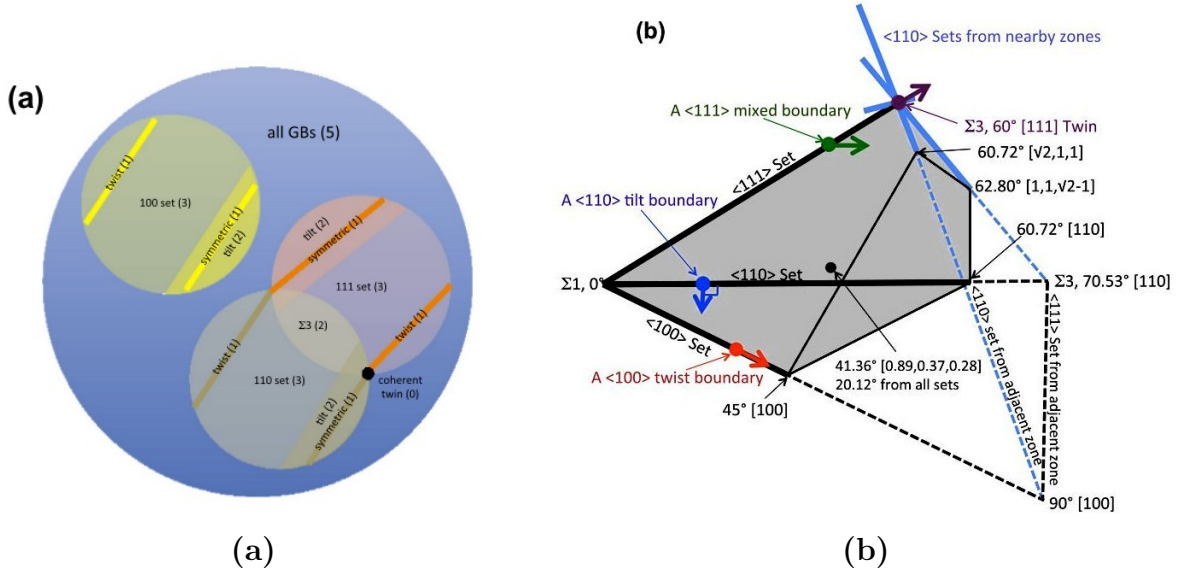 (a)
all GBs (5)
twist (1)
100 set (3)
symmetric (1)
tilt (2)
tilt (2)
symmetric (1)
111 set (3)
Σ3 (2)
twist (1)
twist (1)
110 set (3)
coherent
twin (0)
tilt (2)
symmetric (1)
(a)
(b)
<110> Sets from nearby zones
A <111> mixed boundary
Σ3, 60° [111] Twin
60.72° [√2,1,1]
<111> Set
62.80° [1,1,√2-1]
A <110> tilt boundary
60.72° [110]
<110> Set
Σ1, 0°
Σ3, 70.53° [110]
<100> Set
<110> set from adjacent zone
<111> Set from adjacent zone
41.36° [0.89,0.37,0.28]
20.12° from all sets
A <100> twist boundary
45° [100]
90° [100]
(b)